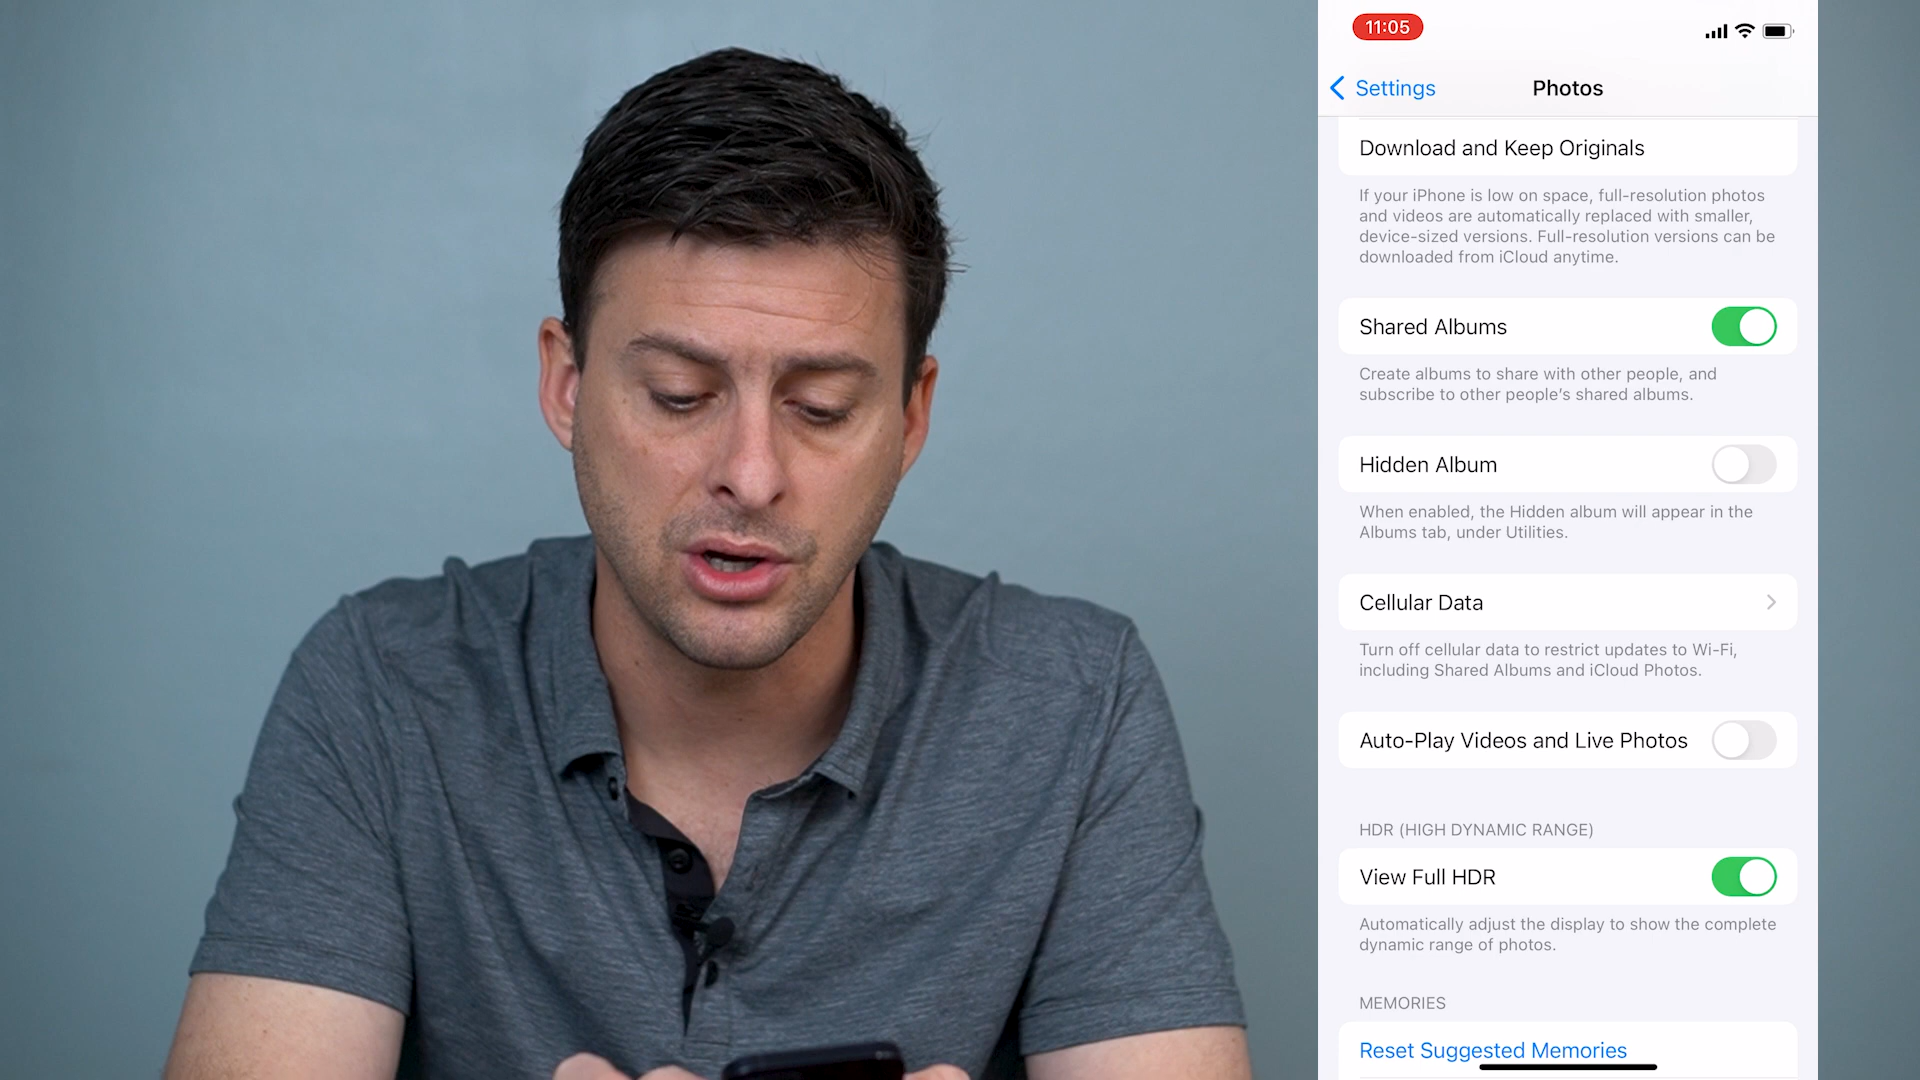 11:05
Settings
Photos
Download and Keep Originals
If your iPhone is low on space, full-resolution photos
and videos are automatically replaced with smaller,
device-sized versions. Full-resolution versions can be
downloaded from iCloud anytime.
Shared Albums
Create albums to share with other people, and
subscribe to other people’s shared albums.
Hidden Album
When enabled, the Hidden album will appear in the
Albums tab, under Utilities.
Cellular Data
Turn off cellular data to restrict updates to Wi-Fi,
including Shared Albums and iCloud Photos.
Auto-Play Videos and Live Photos
HDR (HIGH DYNAMIC RANGE)
View Full HDR
Automatically adjust the display to show the complete
dynamic range of photos.
MEMORIES
Reset Suggested Memories